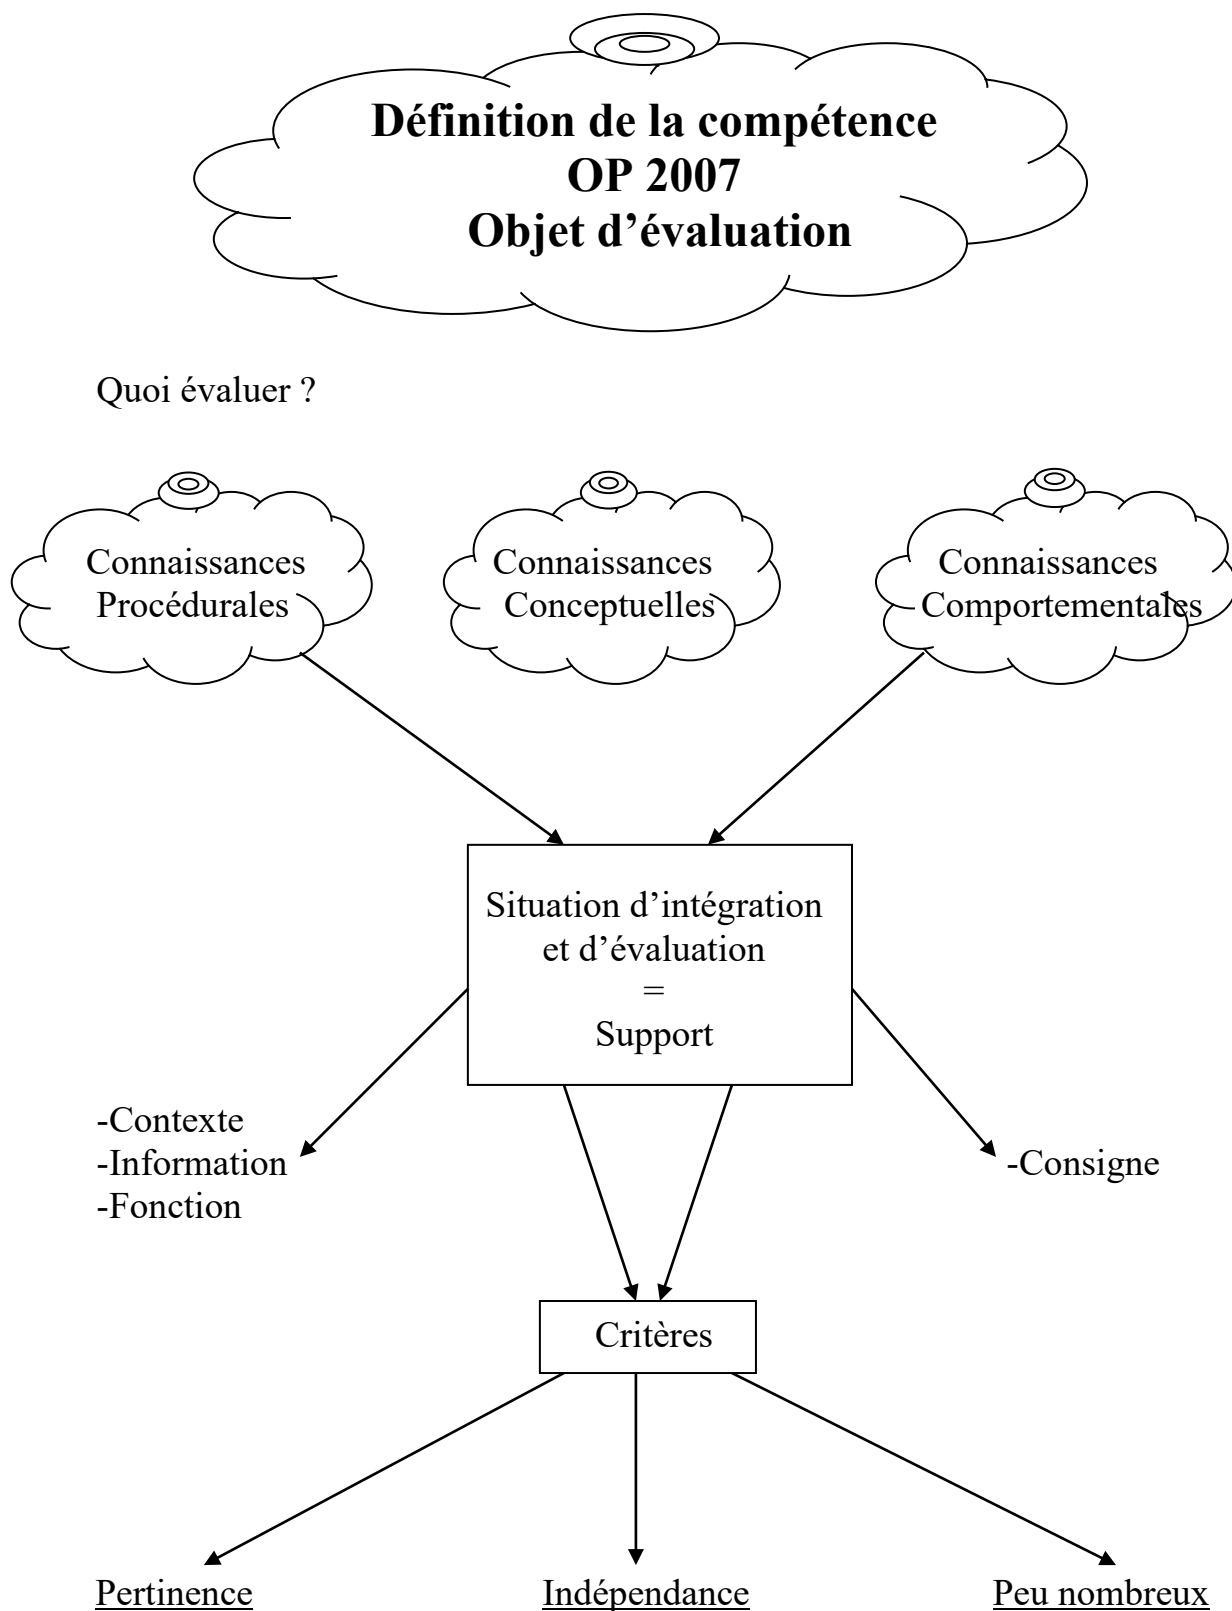 Définition de la compétence
OP 2007
Objet d’évaluation
Quoi évaluer ?
Connaissances
Procédurales
Connaissances
Conceptuelles
Connaissances
Comportementales
Situation d’intégration
et d’évaluation
=
Support
-Contexte
-Information
-Fonction
-Consigne
Critères
Pertinence
Indépendance
Peu nombreux